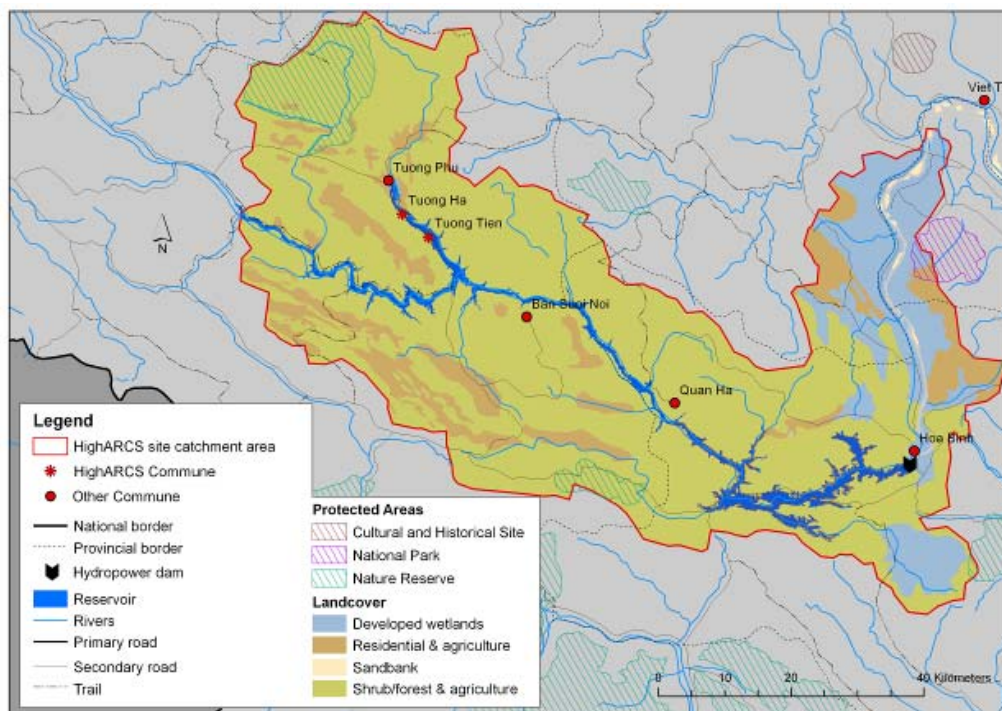 Viet T
Tuong Phu
Tuong Ha
Tuong Tien
N
Ban Suoi Noi
Quan Ha
Hoa Binh
Legend
HighARCS site catchment area
HighARCS Commune
Other Commune
National border
Provincial border
Hydropower dam
Reservoir
Rivers
Primary road
Secondary road
Trail
Protected Areas
Cultural and Historical Site
National Park
Nature Reserve
Landcover
Developed wetlands
Residential & agriculture
Sandbank
Shrub/forest & agriculture
0 10 20 40 Kilometers